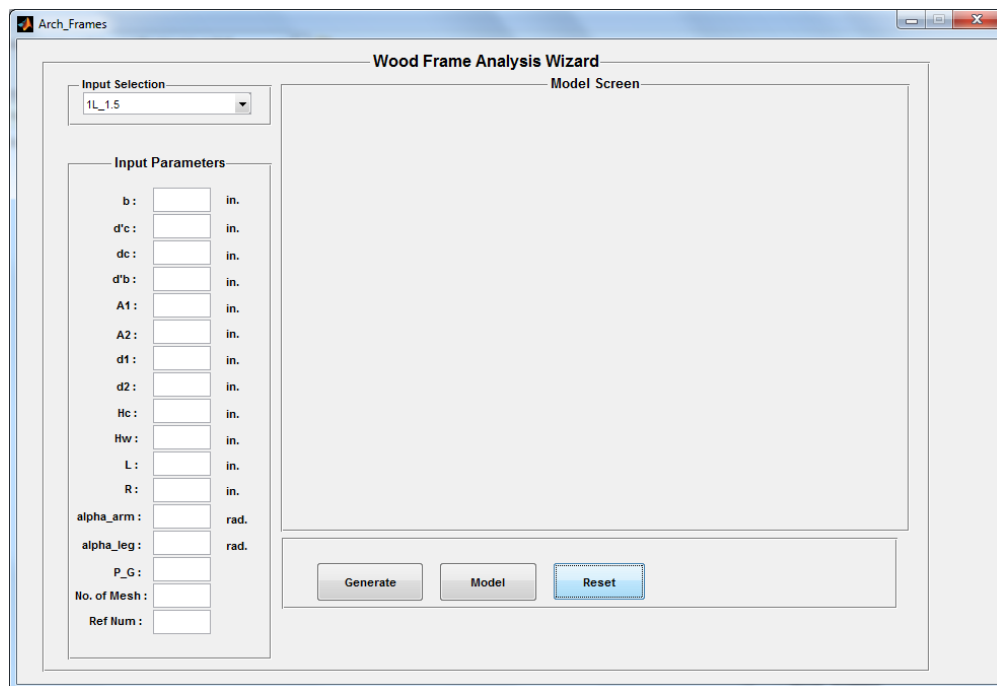 Arch_Frames
Wood Frame Analysis Wizard
Input Selection
1L_1.5
Model Screen
Input Parameters
b : in.
d'c : in.
dc : in.
d'b : in.
A1 : in.
A2 : in.
d1 : in.
d2 : in.
Hc : in.
Hw : in.
L : in.
R : in.
alpha_arm : rad.
alpha_leg : rad.
P_G :
No. of Mesh :
Ref Num :
Generate Model Reset